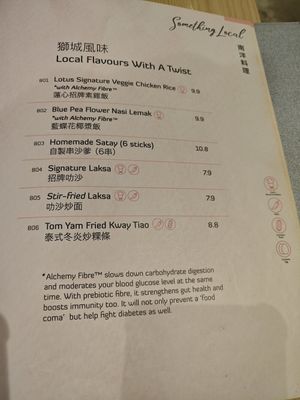 Something Local
南洋料理
獅城風味
Local Flavours With A Twist
801 Lotus Signature Veggie Chicken Rice 9.9
*with Alchemy Fibre™
蓮心招牌素雞飯
802 Blue Pea Flower Nasi Lemak 9.9
*with Alchemy Fibre™
藍蝶花椰漿飯
803 Homemade Satay (6 sticks) 10.8
自製串沙爹 (6串)
804 Signature Laksa 7.9
招牌叻沙
805 Stir-fried Laksa 7.9
叻沙炒面
806 Tom Yam Fried Kway Tiao 8.8
泰式冬炎炒粿條
*Alchemy Fibre™ slows down carbohydrate digestion
and moderates your blood glucose level at the same
time. With prebiotic fibre, it strengthens gut health and
boosts immunity too. It will not only prevent a 'food
coma' but help fight diabetes as well.